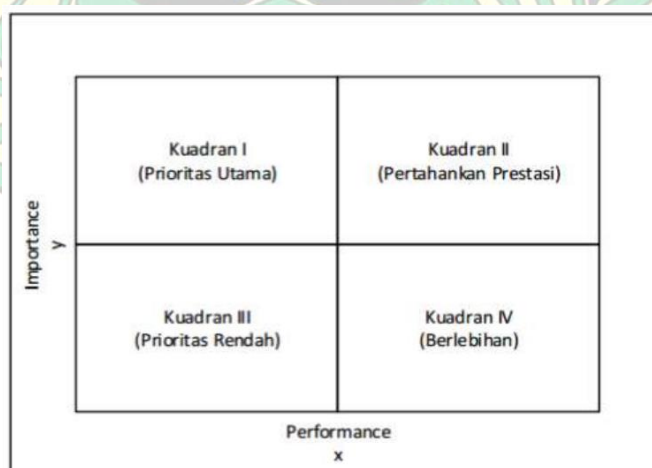 Kuadran I
(Prioritas Utama)
Kuadran II
(Pertahankan Prestasi)
Importance
y
Kuadran III
(Prioritas Rendah)
Kuadran IV
(Berlebihan)
Performance
x